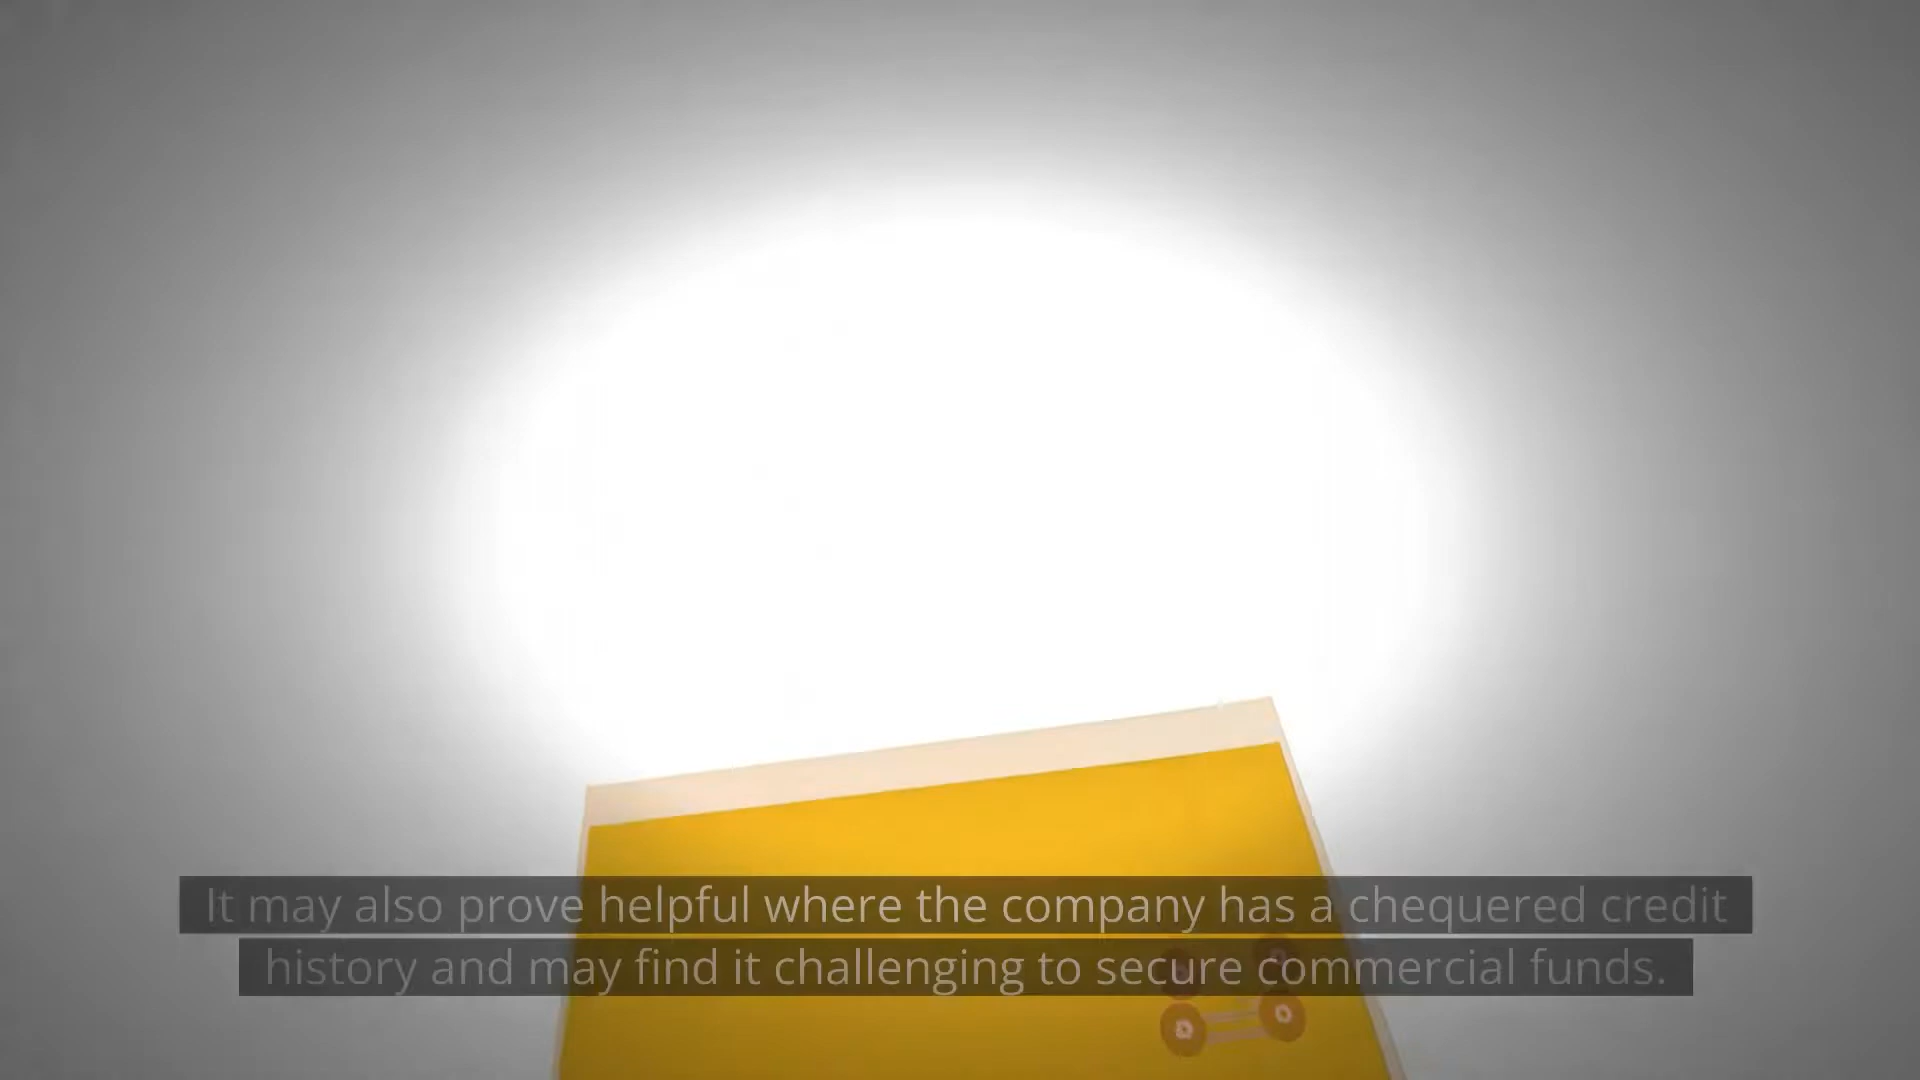 It may also prove helpful where the company has a chequered credit
history and may find it challenging to secure commercial funds.